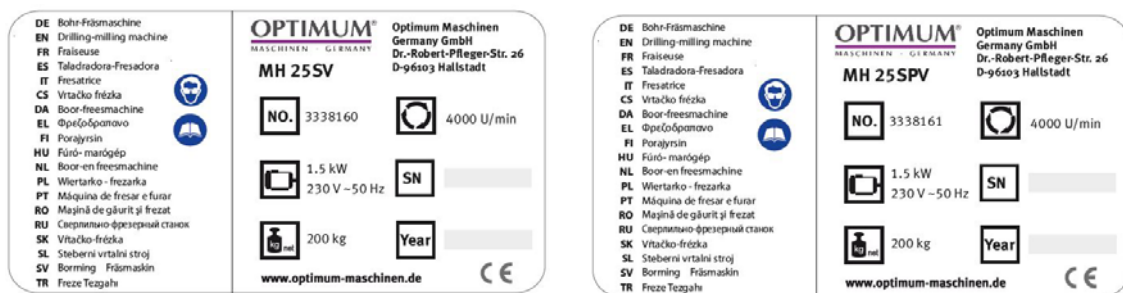 DE Bohr-Fräsmaschine
EN Drilling-milling machine
FR Fraiseuse
ES Taladradora-Fresadora
IT Fresatrice
CS Vrtačko frézka
DA Boor-freesmachine
EL Φρεζοδραπανο
FI Porajyrsin
HU Fúró- marógép
NL Boor-en freesmachine
PL Wiertarko - frezarka
PT Máquina de fresar e furar
RO Maşină de găurit şi frezat
RU Сверлильно-фрезерный станок
SK Vŕtačko-frézka
SL Steberni vrtalni stroj
SV Borrning Fräsmaskin
TR Freze Tezgahı
OPTIMUM®
MASCHINEN - GERMANY
Optimum Maschinen
Germany GmbH
Dr.-Robert-Pfleger-Str. 26
D-96103 Hallstadt
MH 25SV
NO. 3338160
4000 U/min
1.5 kW
230 V ~50 Hz
SN
kg net
200 kg
Year
www.optimum-maschinen.de
CE
DE Bohr-Fräsmaschine
EN Drilling-milling machine
FR Fraiseuse
ES Taladradora-Fresadora
IT Fresatrice
CS Vrtačko frézka
DA Boor-freesmachine
EL Φρεζοδραπανο
FI Porajyrsin
HU Fúró- marógép
NL Boor-en freesmachine
PL Wiertarko - frezarka
PT Máquina de fresar e furar
RO Maşină de găurit şi frezat
RU Сверлильно-фрезерный станок
SK Vŕtačko-frézka
SL Steberni vrtalni stroj
SV Borrning Fräsmaskin
TR Freze Tezgahı
OPTIMUM®
MASCHINEN - GERMANY
Optimum Maschinen
Germany GmbH
Dr.-Robert-Pfleger-Str. 26
D-96103 Hallstadt
MH 25SPV
NO. 3338161
4000 U/min
1.5 kW
230 V ~50 Hz
SN
kg net
200 kg
Year
www.optimum-maschinen.de
CE